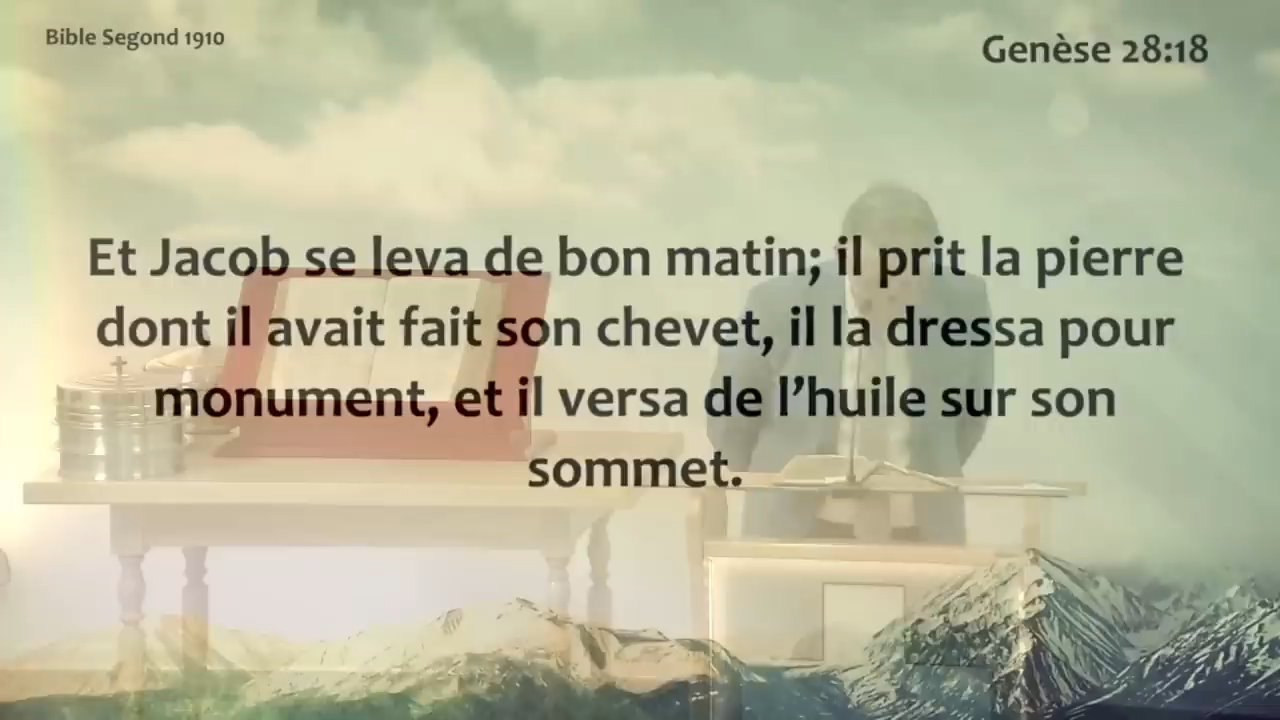 Bible Segond 1910
Genèse 28:18
Et Jacob se leva de bon matin; il prit la pierre
dont il avait fait son chevet, il la dressa pour
monument, et il versa de l’huile sur son
sommet.